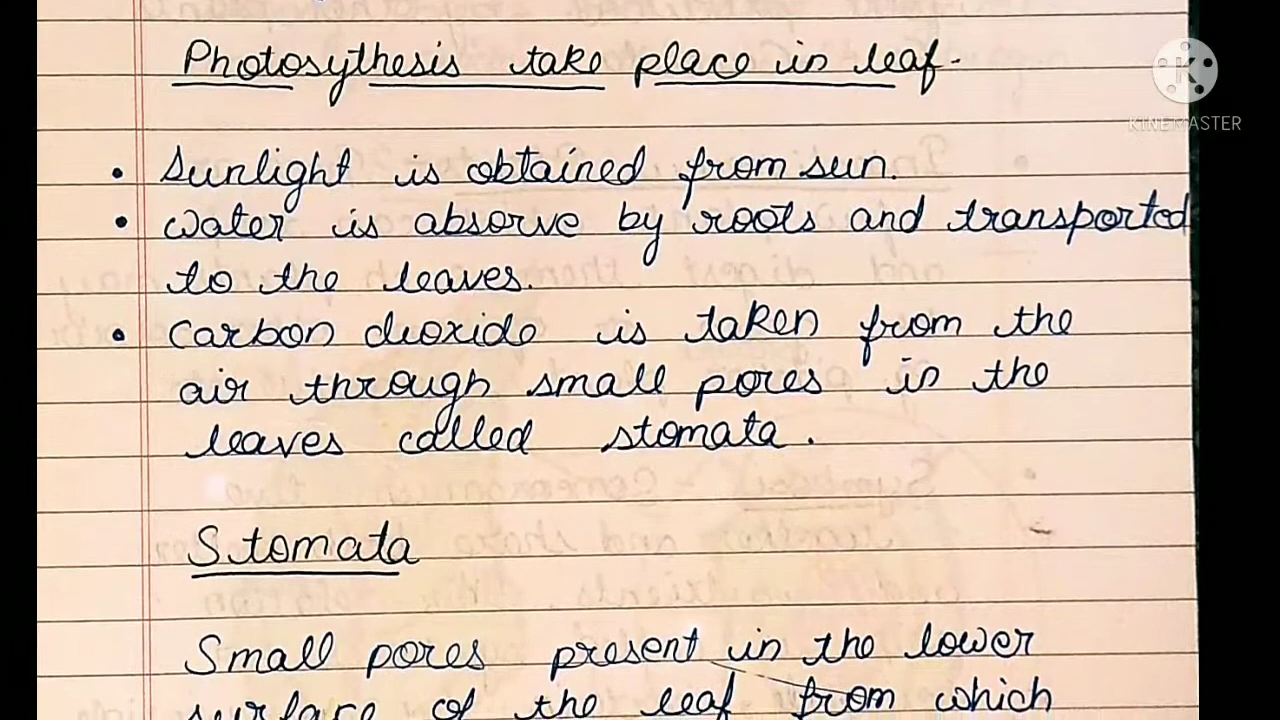 Photosythesis take place in leaf.
• Sunlight is obtained from sun.
• water is absorve by roots and transported
to the leaves.
• Carbon dioxide is taken from the
air through small pores in the
leaves called stomata.
Stomata
Small pores present in the lower
surface of the leaf from which
KINEMASTER